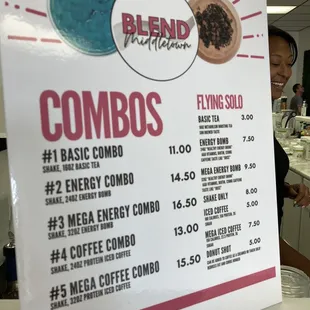 BLEND
Middletown
COMBOS
#1 BASIC COMBO 11.00
SHAKE, 16OZ BASIC TEA
#2 ENERGY COMBO 14.50
SHAKE, 24OZ ENERGY BOMB
#3 MEGA ENERGY COMBO 16.50
SHAKE, 32OZ ENERGY BOMB
#4 COFFEE COMBO 13.00
SHAKE, 24OZ PROTEIN ICED COFFEE
#5 MEGA COFFEE COMBO 15.50
SHAKE, 32OZ PROTEIN ICED COFFEE
FLYING SOLO
BASIC TEA 3.00
ENERGY BOMB 7.50
MEGA ENERGY BOMB 9.50
SHAKE ONLY 8.00
ICED COFFEE 5.00
MEGA ICED COFFEE 7.50
DONUT SHOT 5.00